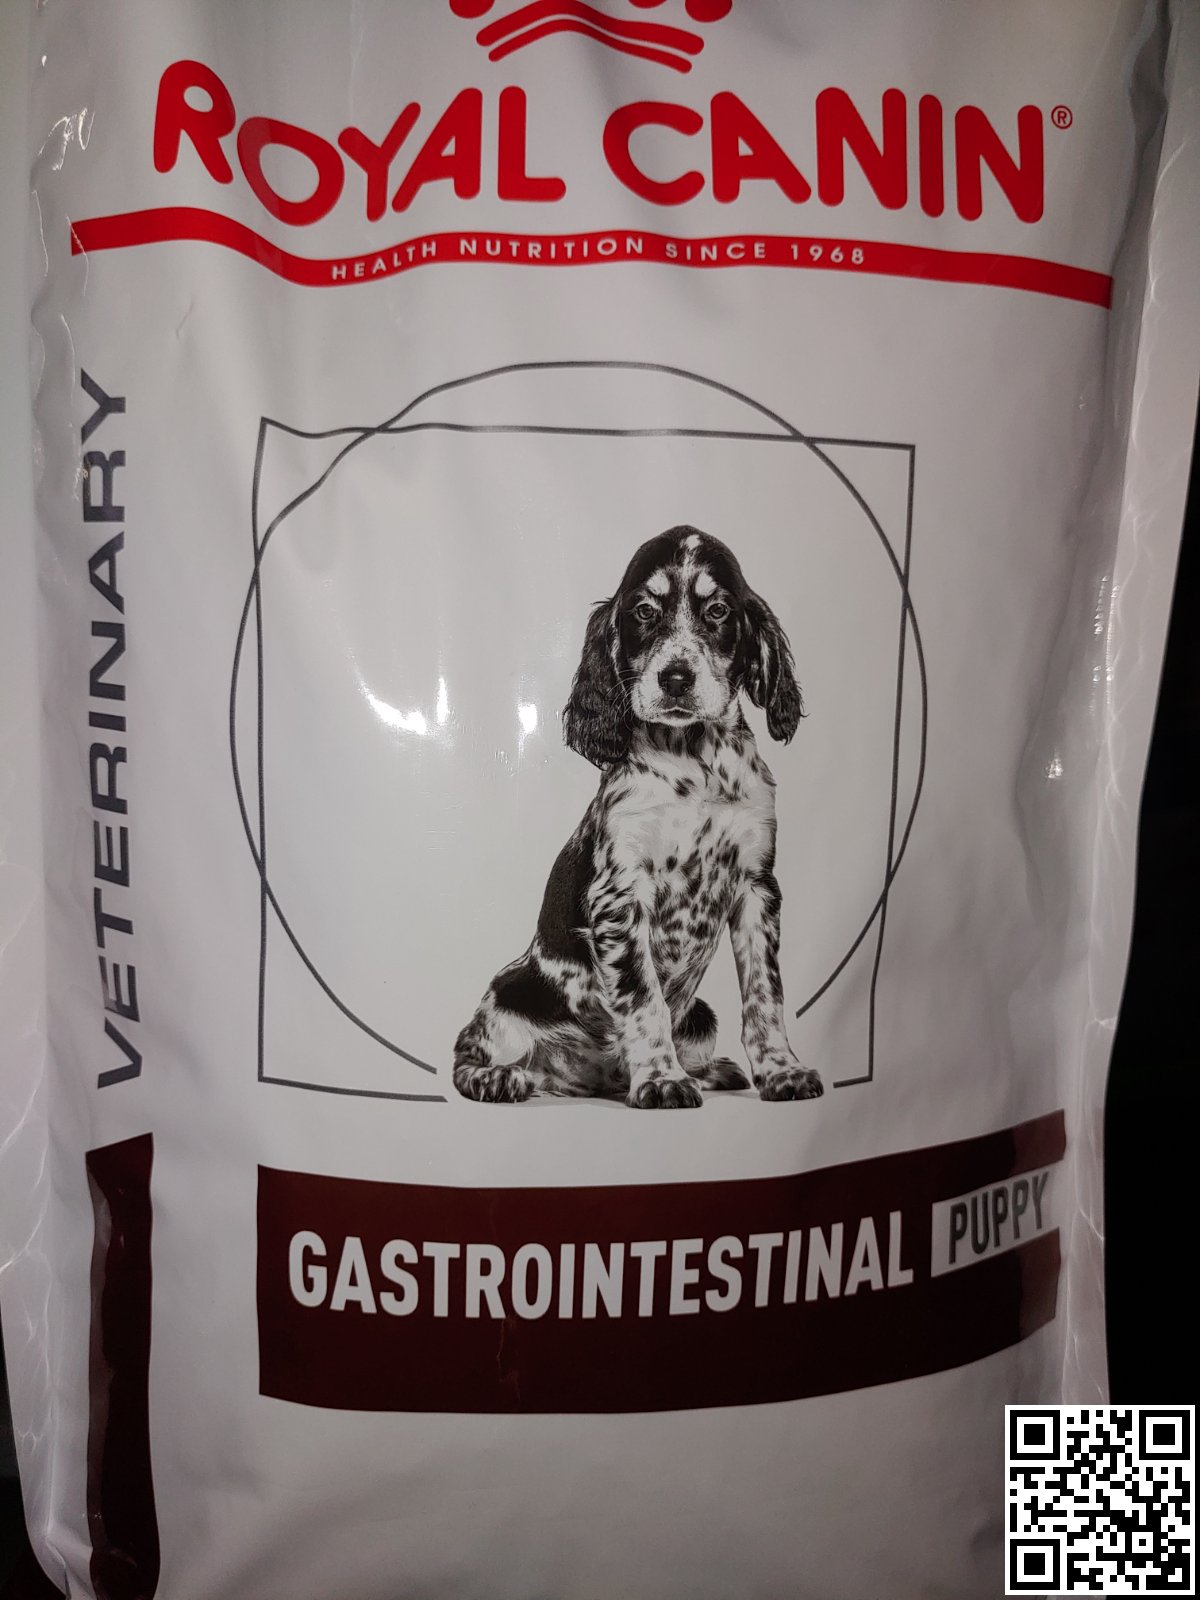 ROYAL CANIN®
HEALTH NUTRITION SINCE 1968
VETERINARY
GASTROINTESTINAL PUPPY